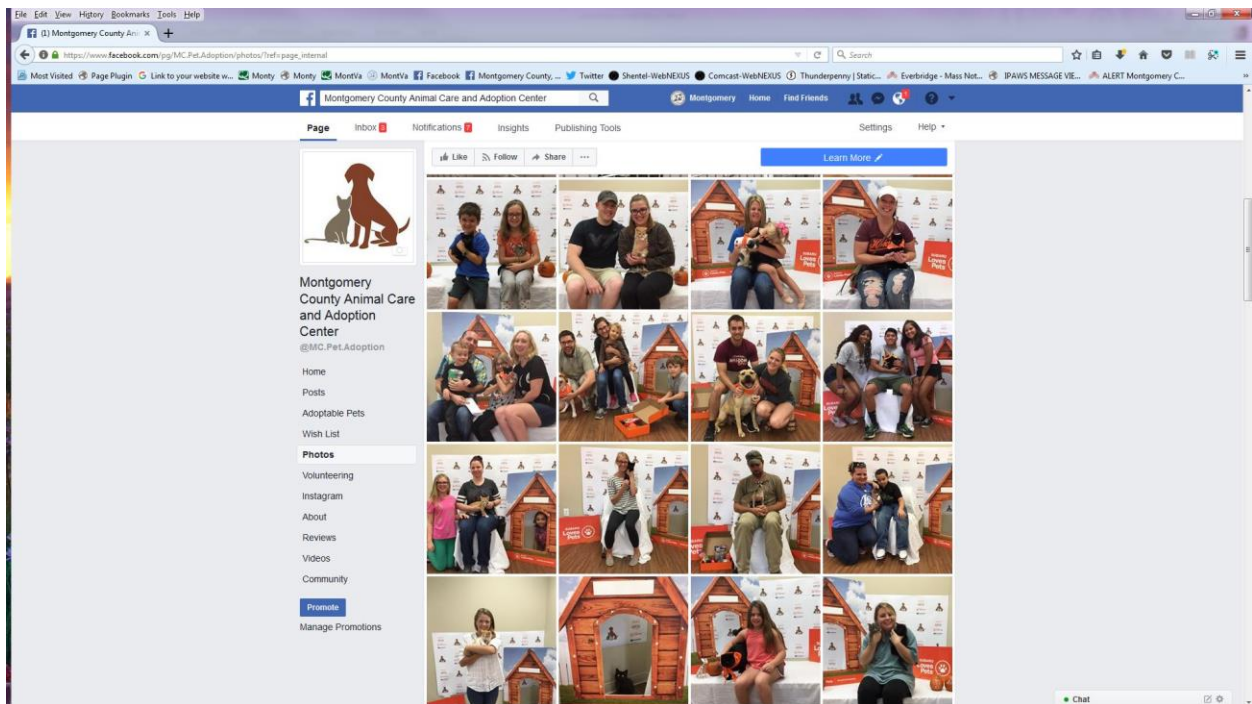 File Edit View History Bookmarks Tools Help
(1) Montgomery County Ani
https://www.facebook.com/pg/MC.Pet.Adoption/photos/?ref=page_internal
Search
Most Visited Page Plugin Link to your website w... Monty Monty MontVa MontVa Facebook Montgomery County, ... Twitter Shentel-WebNEXUS Comcast-WebNEXUS Thunderpenny | Static... Everbridge - Mass Not... IPAWS MESSAGE VIE... ALERT Montgomery C...
Montgomery County Animal Care and Adoption Center Montgomery Home Find Friends
Page Inbox Notifications 7 Insights Publishing Tools Settings Help
Like Follow Share ... Learn More
Montgomery
County Animal Care
and Adoption
Center
@MC.Pet.Adoption
Home
Posts
Adoptable Pets
Wish List
Photos
Volunteering
Instagram
About
Reviews
Videos
Community
Promote
Manage Promotions
Loves
Pets
Loves
Pets
Loves
Pets
Chat